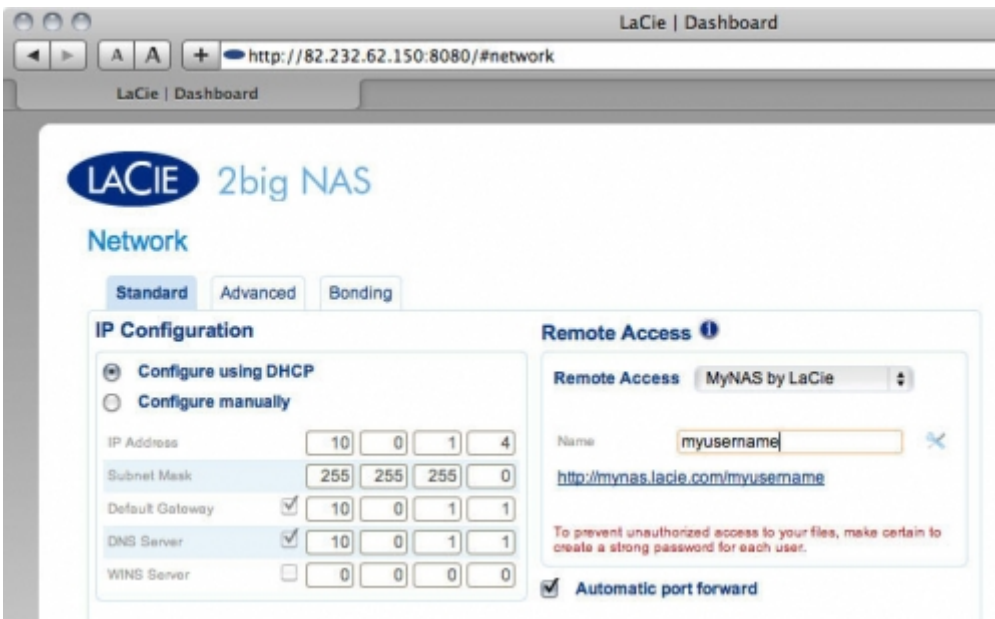 LaCie | Dashboard
A A + http://82.232.62.150:8080/#network
LaCie | Dashboard
LACIE 2big NAS
Network
Standard Advanced Bonding
IP Configuration
Configure using DHCP
Configure manually
IP Address 10 0 1 4
Subnet Mask 255 255 255 0
Default Gateway 10 0 1 1
DNS Server 10 0 1 1
WINS Server 0 0 0 0
Remote Access i
Remote Access MyNAS by LaCie
Name myusername
http://mynas.lacie.com/myusername
To prevent unauthorized access to your files, make certain to
create a strong password for each user.
Automatic port forward